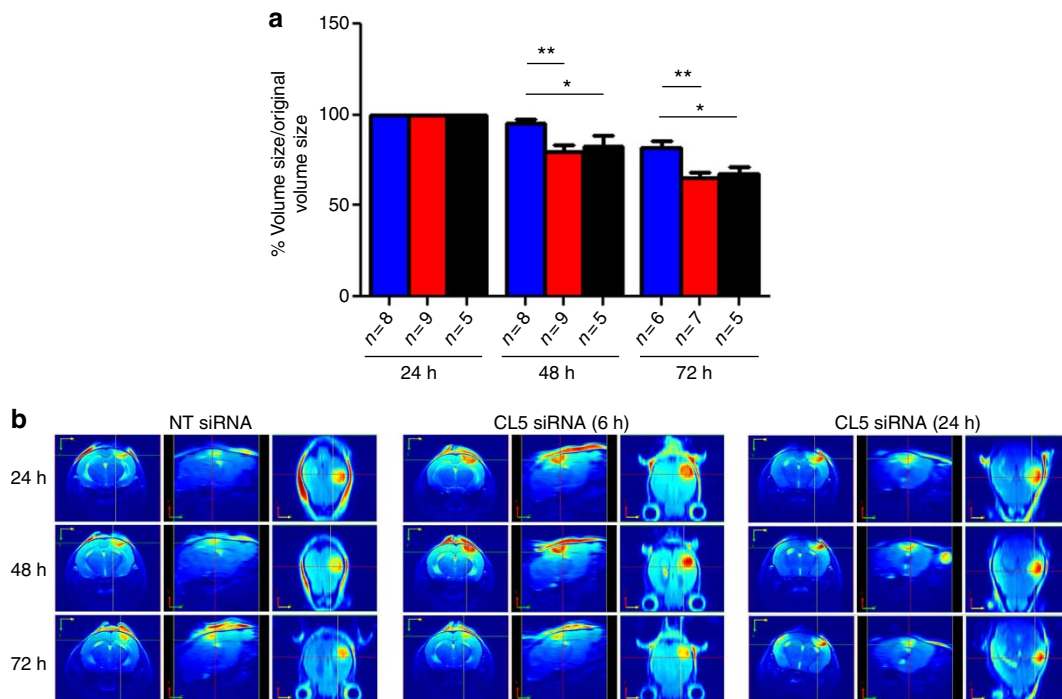 a
150
100
50
0
% Volume size/original
volume size
**
*
**
*
n=8
n=9
n=5
n=8
n=9
n=5
n=6
n=7
n=5
24 h
48 h
72 h
b
NT siRNA
CL5 siRNA (6 h)
CL5 siRNA (24 h)
24 h
48 h
72 h